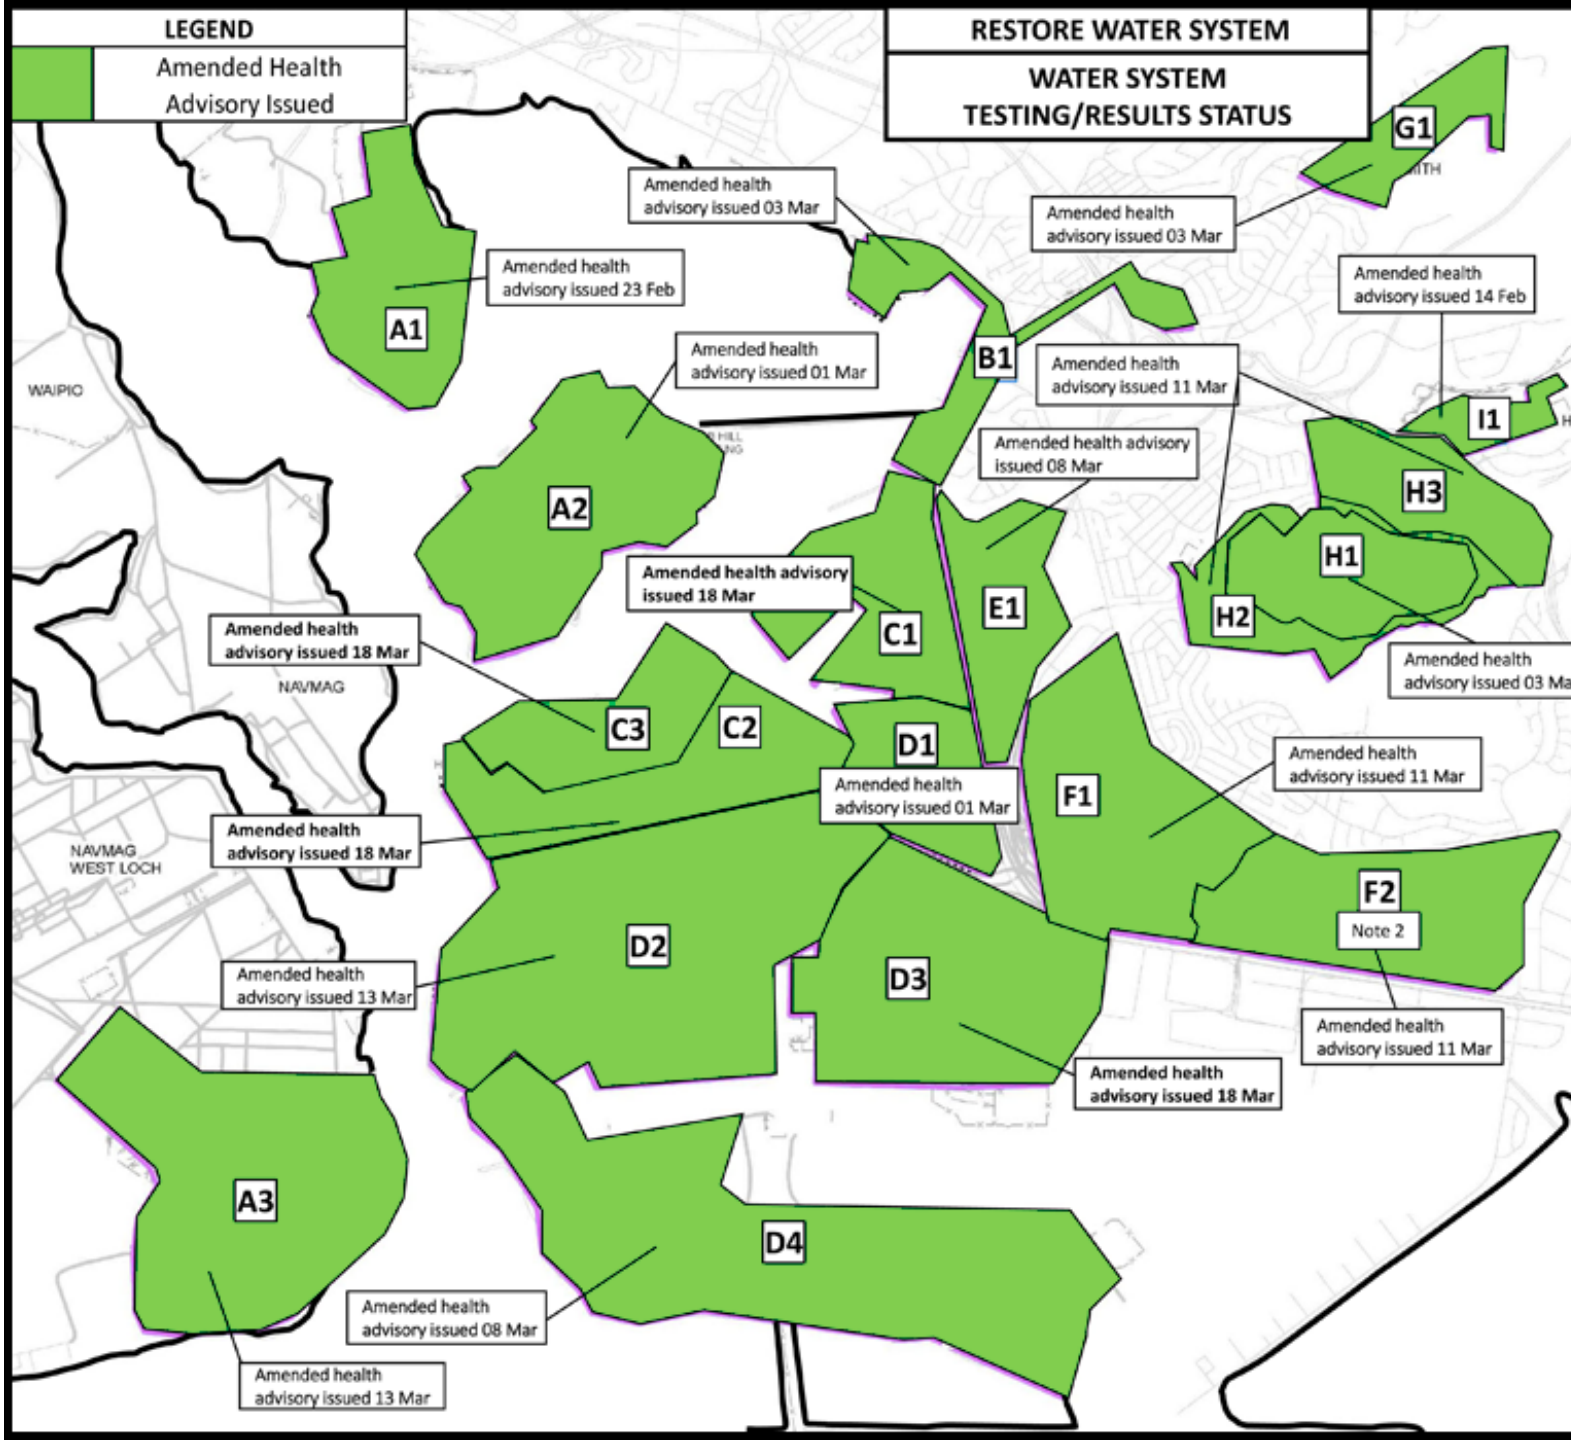 LEGEND
Amended Health
Advisory Issued
RESTORE WATER SYSTEM
WATER SYSTEM
TESTING/RESULTS STATUS
G1
Amended health
advisory issued 03 Mar
Amended health
advisory issued 03 Mar
Amended health
advisory issued 23 Feb
Amended health
advisory issued 14 Feb
A1
B1
Amended health
advisory issued 01 Mar
Amended health
advisory issued 11 Mar
WAIPIO
I1
HILL
Amended health advisory
issued 08 Mar
A2
H3
H1
Amended health advisory
issued 18 Mar
E1
H2
C1
Amended health
advisory issued 18 Mar
Amended health
advisory issued 03 Ma
NAVMAG
C3
C2
D1
Amended health
advisory issued 11 Mar
Amended health
advisory issued 01 Mar
F1
Amended health
advisory issued 18 Mar
NAVMAG
WEST LOCH
F2
Note 2
D2
D3
Amended health
advisory issued 13 Mar
Amended health
advisory issued 11 Mar
Amended health
advisory issued 18 Mar
A3
D4
Amended health
advisory issued 08 Mar
Amended health
advisory issued 13 Mar